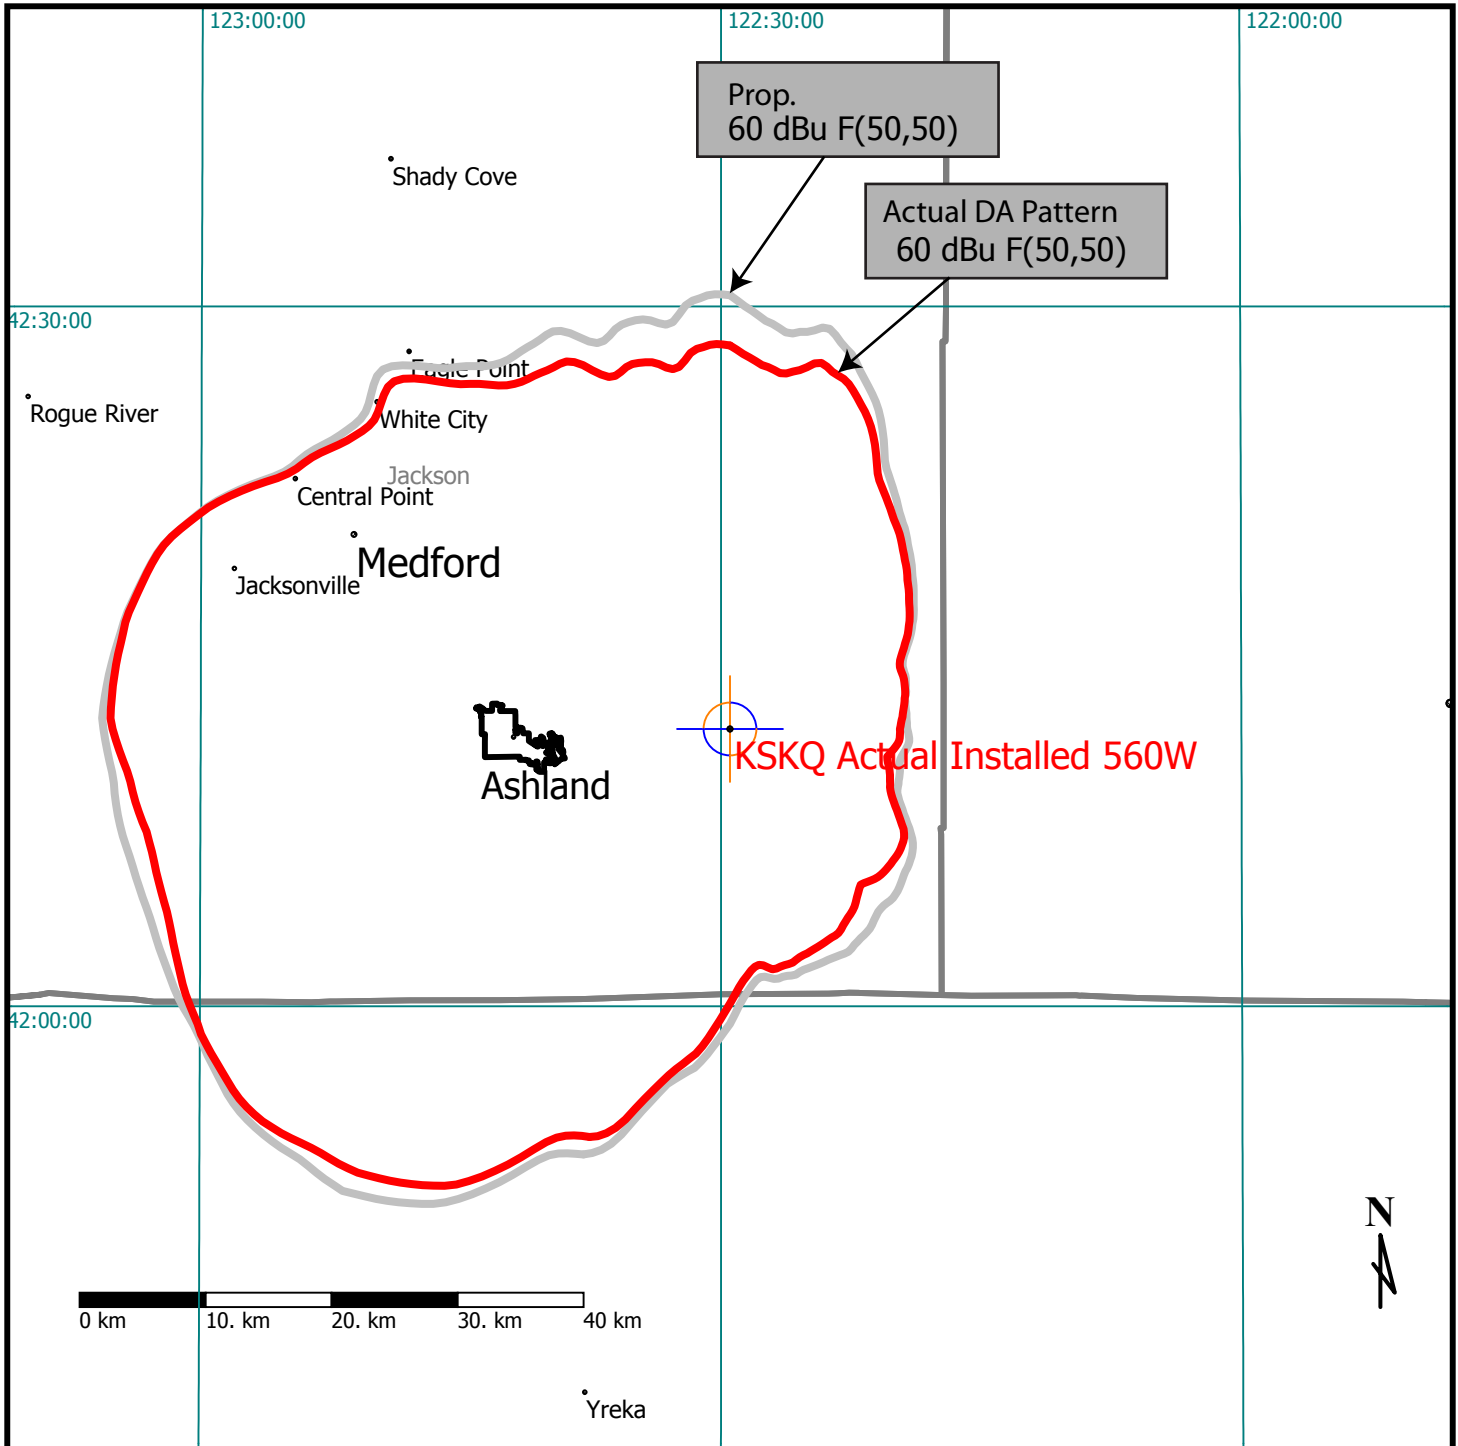 123:00:00
122:30:00
122:00:00
Prop.
60 dBu F(50,50)
Shady Cove
Actual DA Pattern
60 dBu F(50,50)
42:30:00
Eagle Point
Rogue River
White City
Jackson
Central Point
Medford
Jacksonville
KSKQ Actual Installed 560W
Ashland
42:00:00
N
0 km
10. km
20. km
30. km
40 km
Yreka